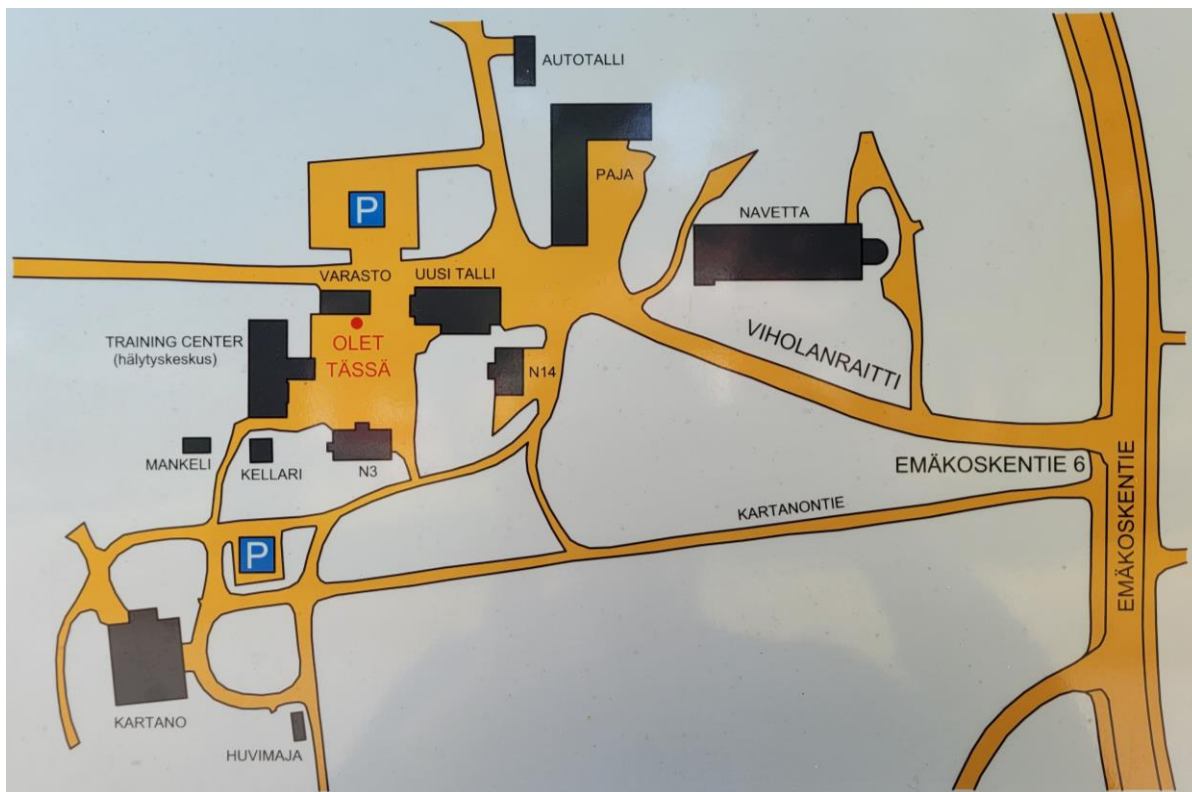 AUTOTALLI
PAJA
P
NAVETTA
VARASTO
UUSI TALLI
TRAINING CENTER
(hälytyskeskus)
OLET
TÄSSÄ
VIHOLANRAITTI
N14
MANKELI
KELLARI
N3
EMÄKOSKENTIE 6
EMÄKOSKENTIE
KARTANONTIE
P
KARTANO
HUVIMAJA